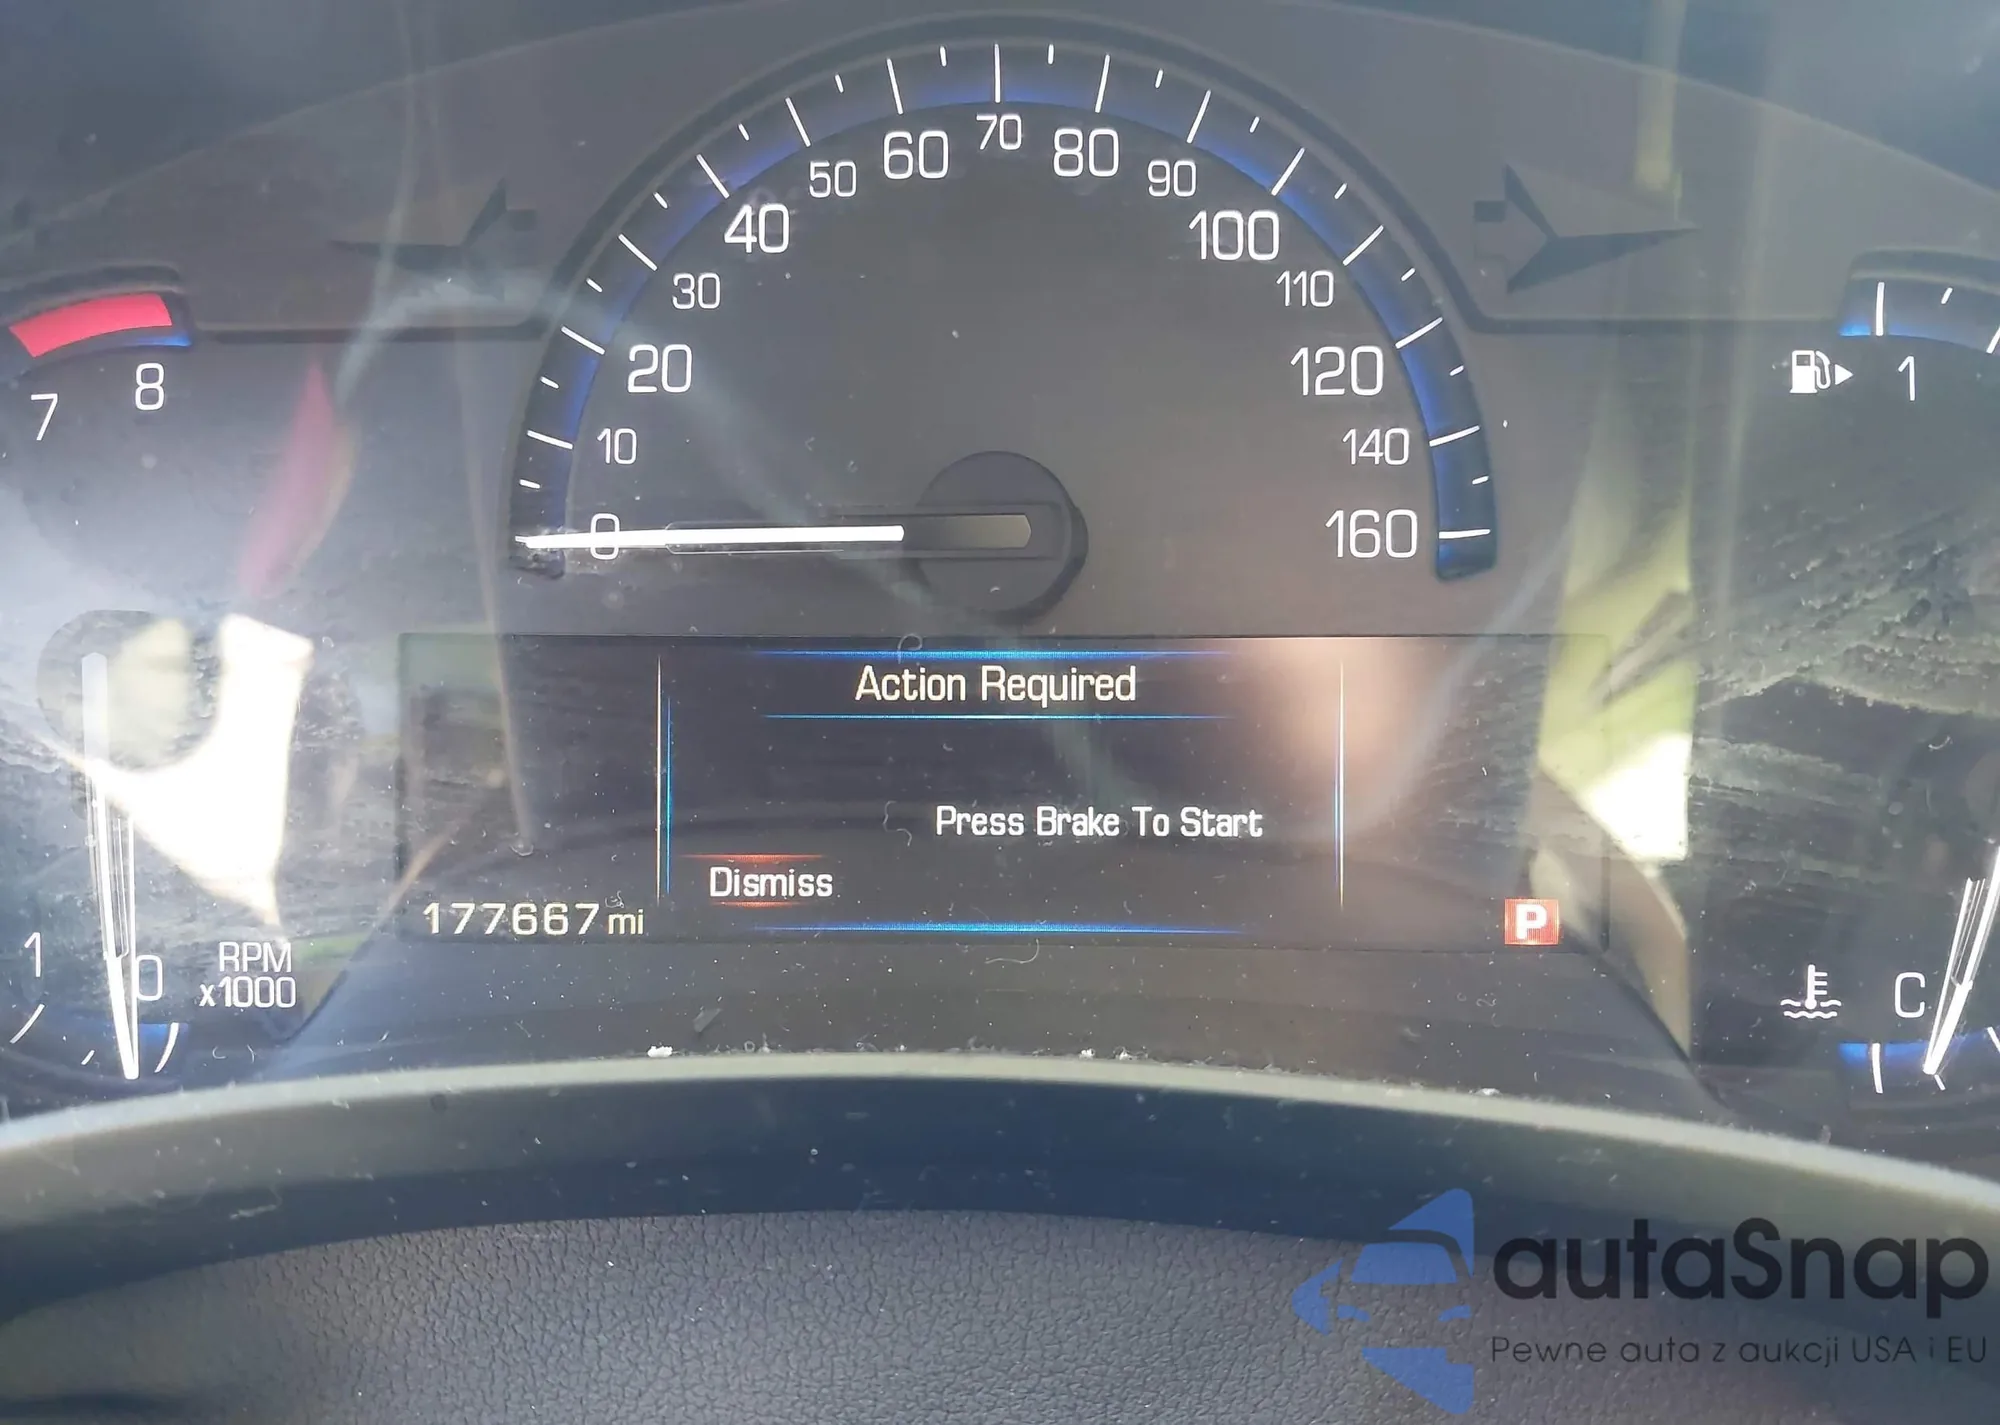 60 70 80
50 90
40 100
30 110
20 120
10 140
0 160
7 8
1
Action Required
Press Brake To Start
Dismiss
177667 mi
P
1 0 RPM
x1000
C
autaSnap
Pewne auta z aukcji USA i EU